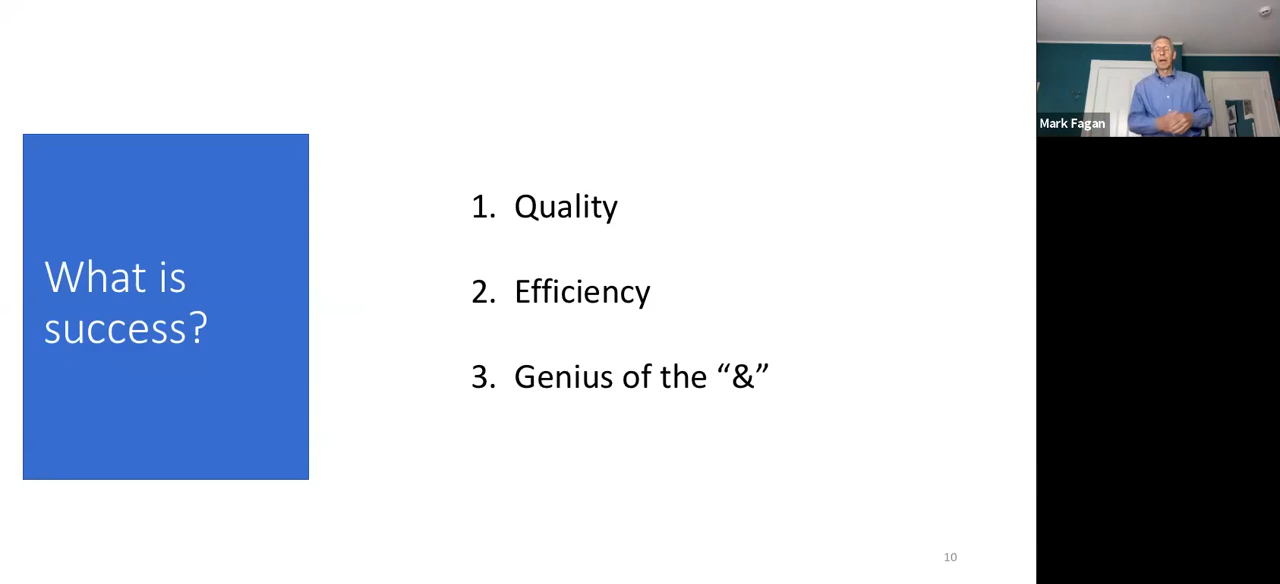 What is
success?
1. Quality
2. Efficiency
3. Genius of the “&”
10
Mark Fagan